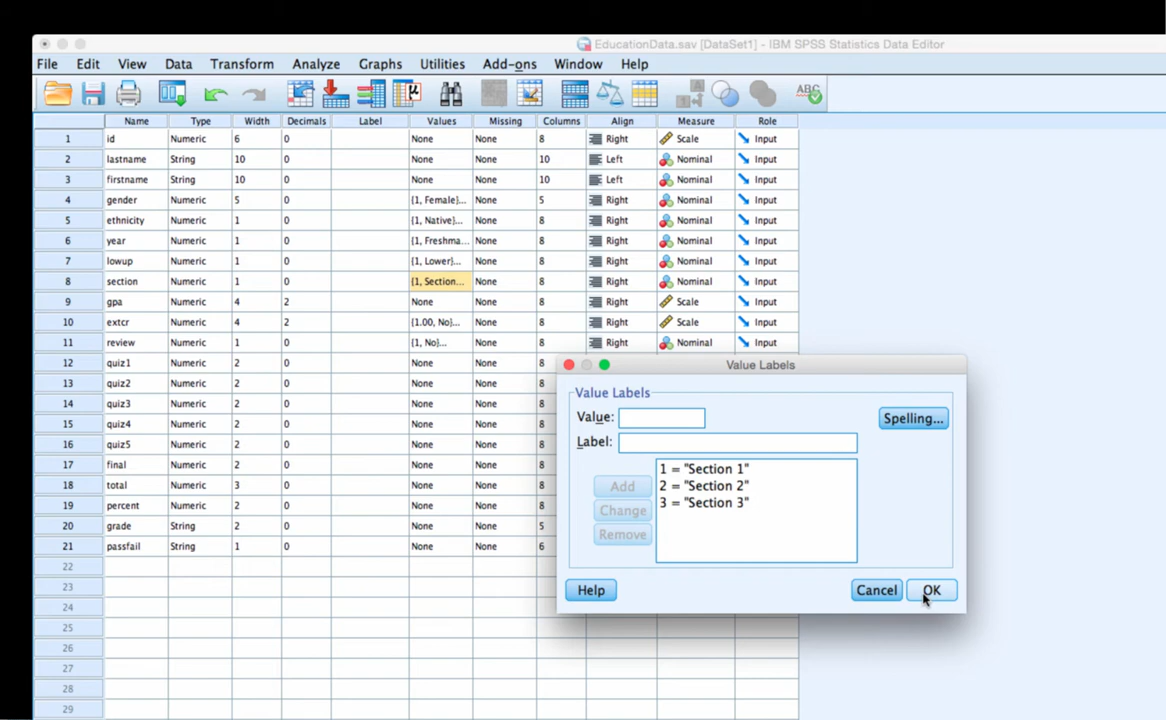 EducationData.sav [DataSet1] - IBM SPSS Statistics Data Editor
File Edit View Data Transform Analyze Graphs Utilities Add-ons Window Help
ABC
Name Type Width Decimals Label Values Missing Columns Align Measure Role
1 id Numeric 6 0 None None 8 Right Scale Input
2 lastname String 10 0 None None 10 Left Nominal Input
3 firstname String 10 0 None None 10 Left Nominal Input
4 gender Numeric 5 0 {1, Female}... None 5 Right Nominal Input
5 ethnicity Numeric 1 0 {1, Native}... None 8 Right Nominal Input
6 year Numeric 1 0 {1, Freshma... None 8 Right Nominal Input
7 lowup Numeric 1 0 {1, Lower}... None 8 Right Nominal Input
8 section Numeric 1 0 {1, Section... None 8 Right Nominal Input
9 gpa Numeric 4 2 None None 8 Right Scale Input
10 extcr Numeric 4 2 {1.00, No}... None 8 Right Scale Input
11 review Numeric 1 0 {1, No}... None 8 Right Nominal Input
12 quiz1 Numeric 2 0 None None 8
13 quiz2 Numeric 2 0 None None 8
14 quiz3 Numeric 2 0 None None 8
15 quiz4 Numeric 2 0 None None 8
16 quiz5 Numeric 2 0 None None 8
17 final Numeric 2 0 None None 8
18 total Numeric 3 0 None None 8
19 percent Numeric 2 0 None None 8
20 grade String 2 0 None None 5
21 passfail String 1 0 None None 6
22
23
24
25
26
27
28
29
Value Labels
Value Labels
Value:
Spelling...
Label:
1 = "Section 1"
2 = "Section 2"
3 = "Section 3"
Add
Change
Remove
Help Cancel OK